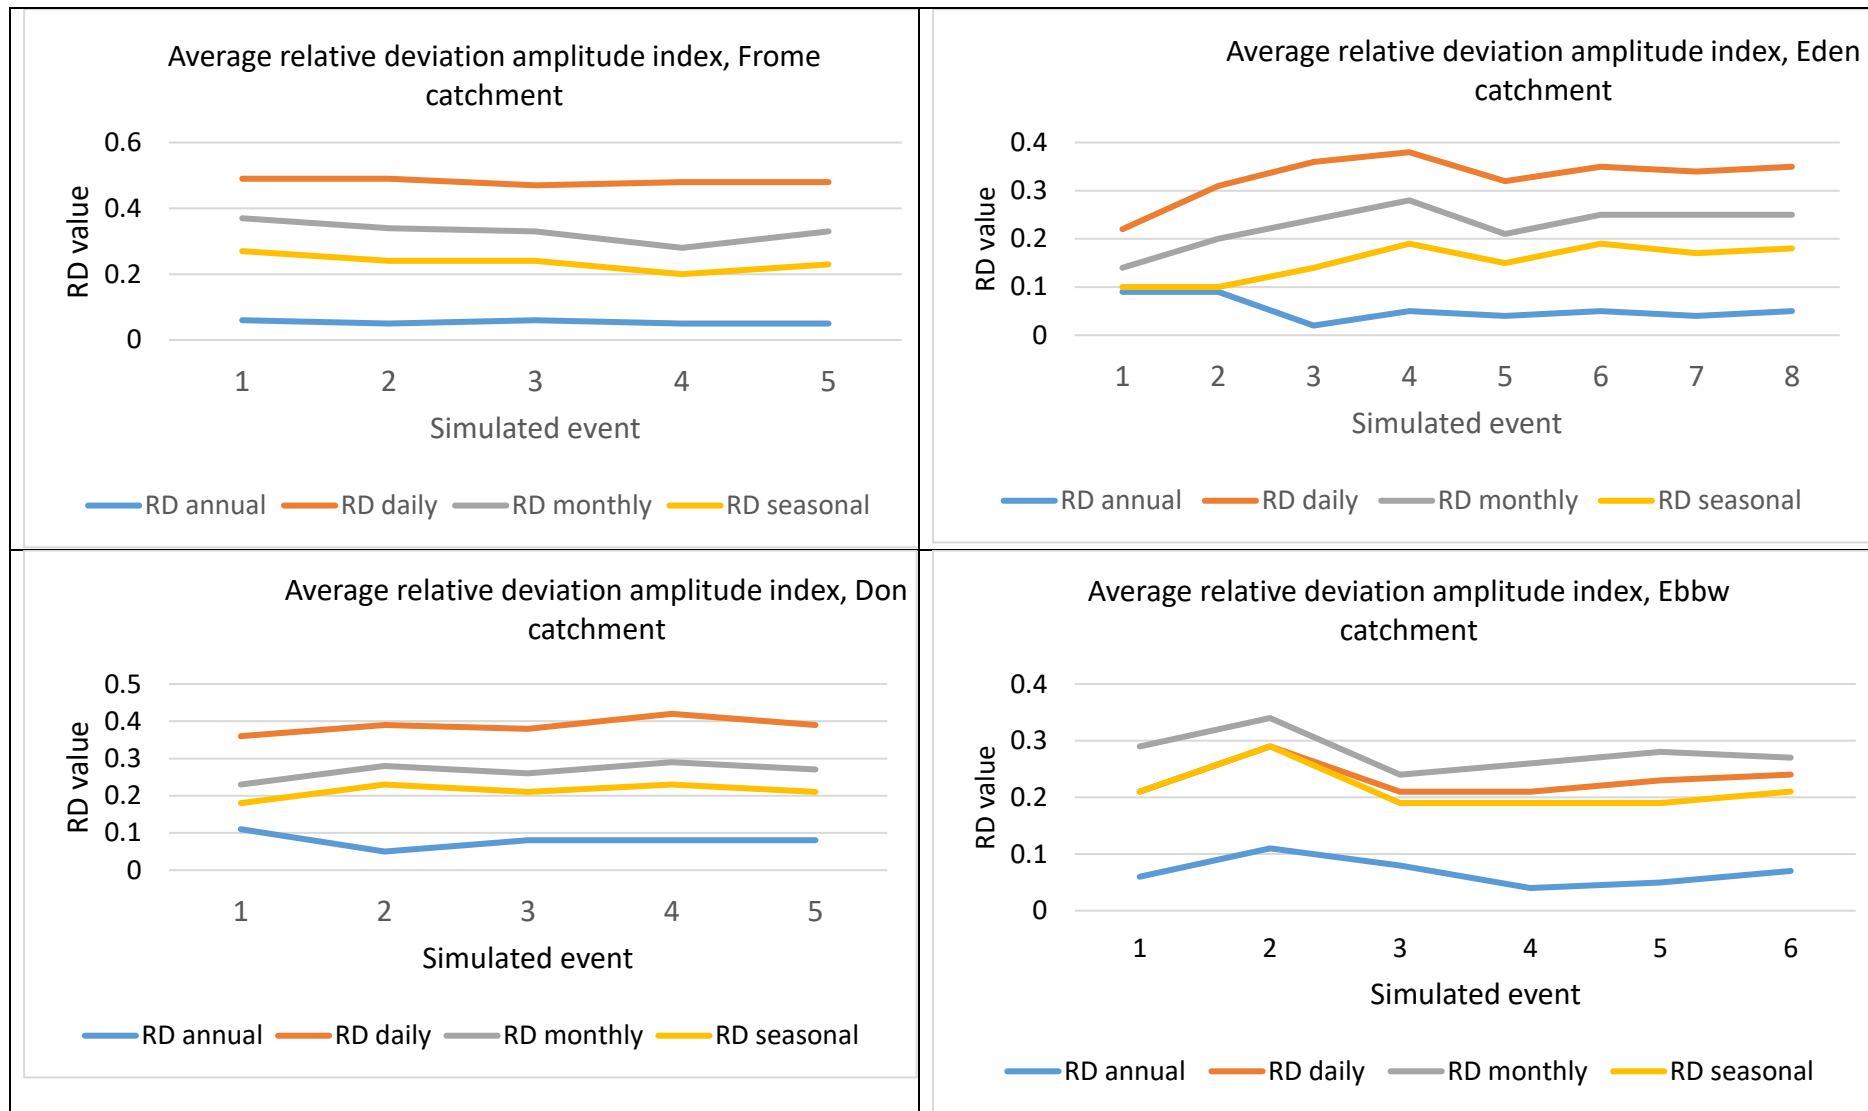 Average relative deviation amplitude index, Frome
catchment
0.6
0.4
0.2
0
RD value
1 2 3 4 5
Simulated event
RD annual RD daily RD monthly RD seasonal
Average relative deviation amplitude index, Eden
catchment
0.4
0.3
0.2
0.1
0
RD value
1 2 3 4 5 6 7 8
Simulated event
RD annual RD daily RD monthly RD seasonal
Average relative deviation amplitude index, Don
catchment
0.5
0.4
0.3
0.2
0.1
0
RD value
1 2 3 4 5
Simulated event
RD annual RD daily RD monthly RD seasonal
Average relative deviation amplitude index, Ebbw
catchment
0.4
0.3
0.2
0.1
0
RD value
1 2 3 4 5 6
Simulated event
RD annual RD daily RD monthly RD seasonal